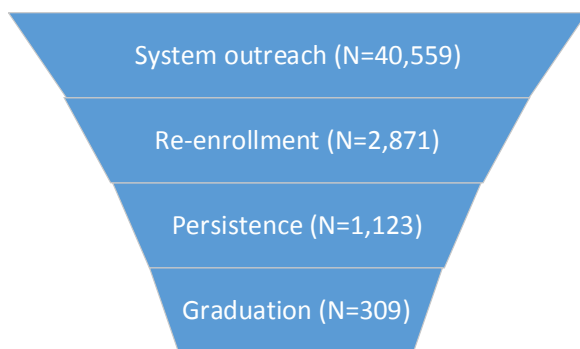 System outreach (N=40,559)
Re-enrollment (N=2,871)
Persistence (N=1,123)
Graduation (N=309)